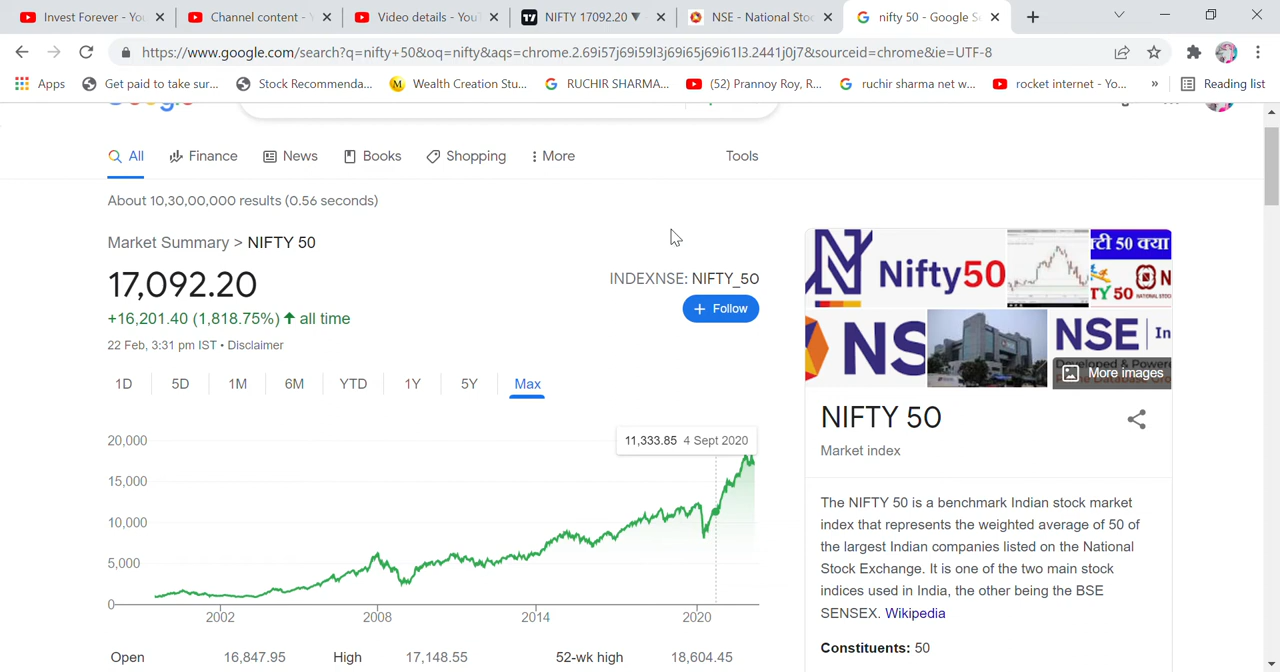 Invest Forever - You
Channel content - Y
Video details - YouT
NIFTY 17092.20 ▼
NSE - National Stoc
nifty 50 - Google Se
https://www.google.com/search?q=nifty+50&oq=nifty&aqs=chrome.2.69i57j69i59l3j69i65j69i61l3.2441j0j7&sourceid=chrome&ie=UTF-8
Apps
Get paid to take sur...
Stock Recommenda...
Wealth Creation Stu...
RUCHIR SHARMA...
(52) Prannoy Roy, R...
ruchir sharma net w...
rocket internet - Yo...
»
Reading list
All
Finance
News
Books
Shopping
More
Tools
About 10,30,00,000 results (0.56 seconds)
Market Summary > NIFTY 50
17,092.20
+16,201.40 (1,818.75%) ↑ all time
22 Feb, 3:31 pm IST • Disclaimer
INDEXNSE: NIFTY_50
+ Follow
1D
5D
1M
6M
YTD
1Y
5Y
Max
11,333.85 4 Sept 2020
20,000
15,000
10,000
5,000
0
2002
2008
2014
2020
Open 16,847.95
High 17,148.55
52-wk high 18,604.45
Nifty50
टी 50 क्या
TY 50
NS
NSE In
More images
NIFTY 50
Market index
The NIFTY 50 is a benchmark Indian stock market
index that represents the weighted average of 50 of
the largest Indian companies listed on the National
Stock Exchange. It is one of the two main stock
indices used in India, the other being the BSE
SENSEX. Wikipedia
Constituents: 50